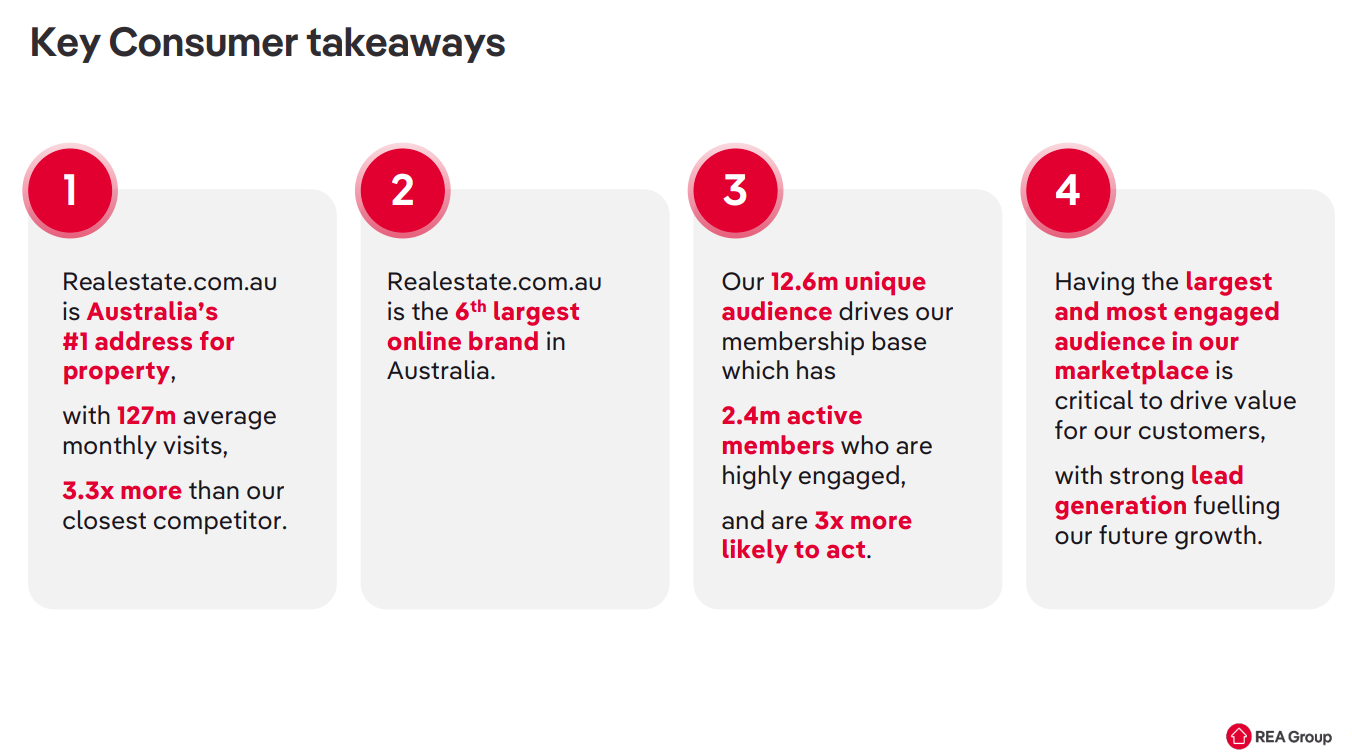 Key Consumer takeaways
1
Realestate.com.au
is Australia’s
#1 address for
property,
with 127m average
monthly visits,
3.3x more than our
closest competitor.
2
Realestate.com.au
is the 6th largest
online brand in
Australia.
3
Our 12.6m unique
audience drives our
membership base
which has
2.4m active
members who are
highly engaged,
and are 3x more
likely to act.
4
Having the largest
and most engaged
audience in our
marketplace is
critical to drive value
for our customers,
with strong lead
generation fuelling
our future growth.
REA Group